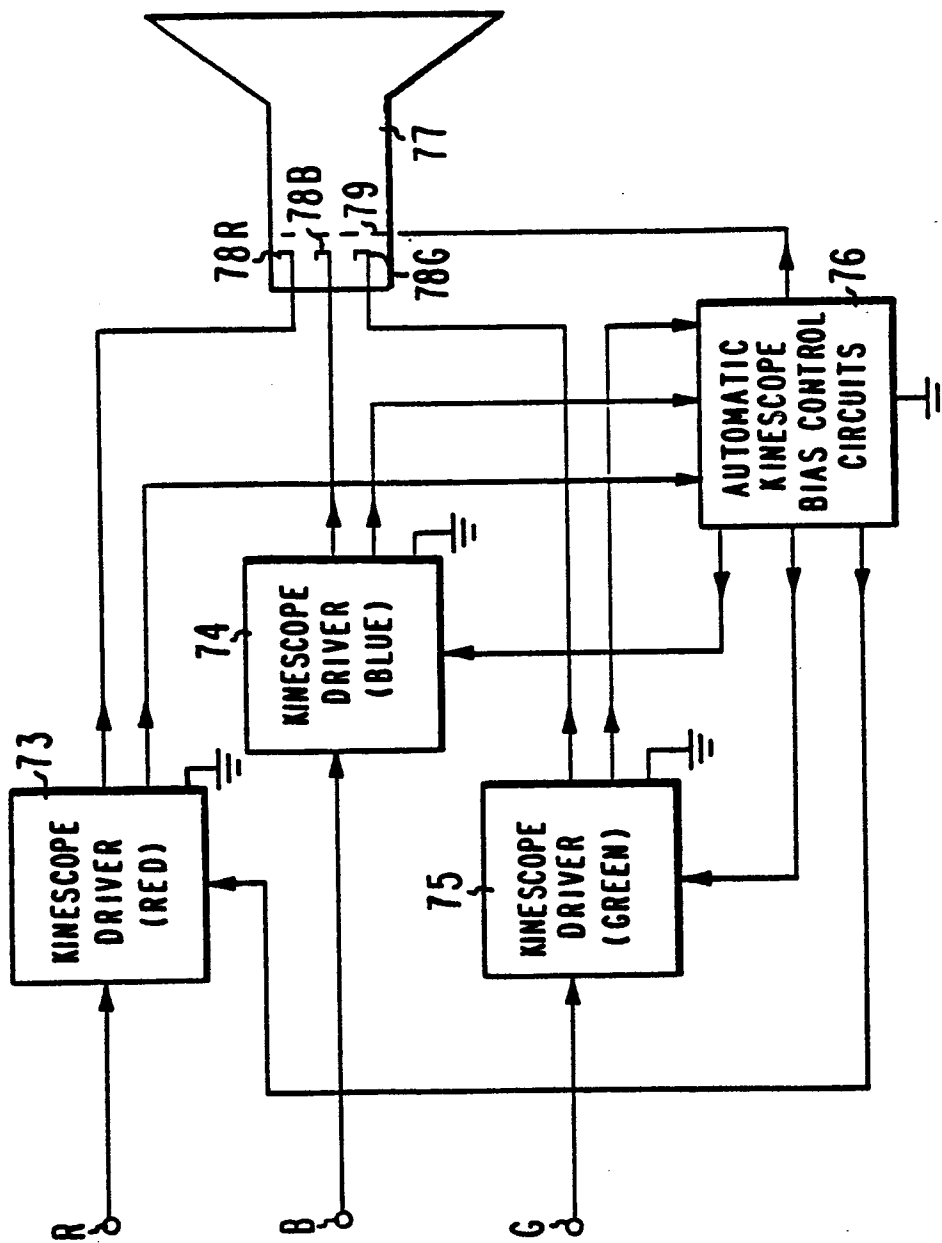 R
B
G
73
KINESCOPE
DRIVER
(RED)
74
KINESCOPE
DRIVER
(BLUE)
75
KINESCOPE
DRIVER
(GREEN)
76
AUTOMATIC
KINESCOPE
BIAS CONTROL
CIRCUITS
77
78R
78B
79
78G